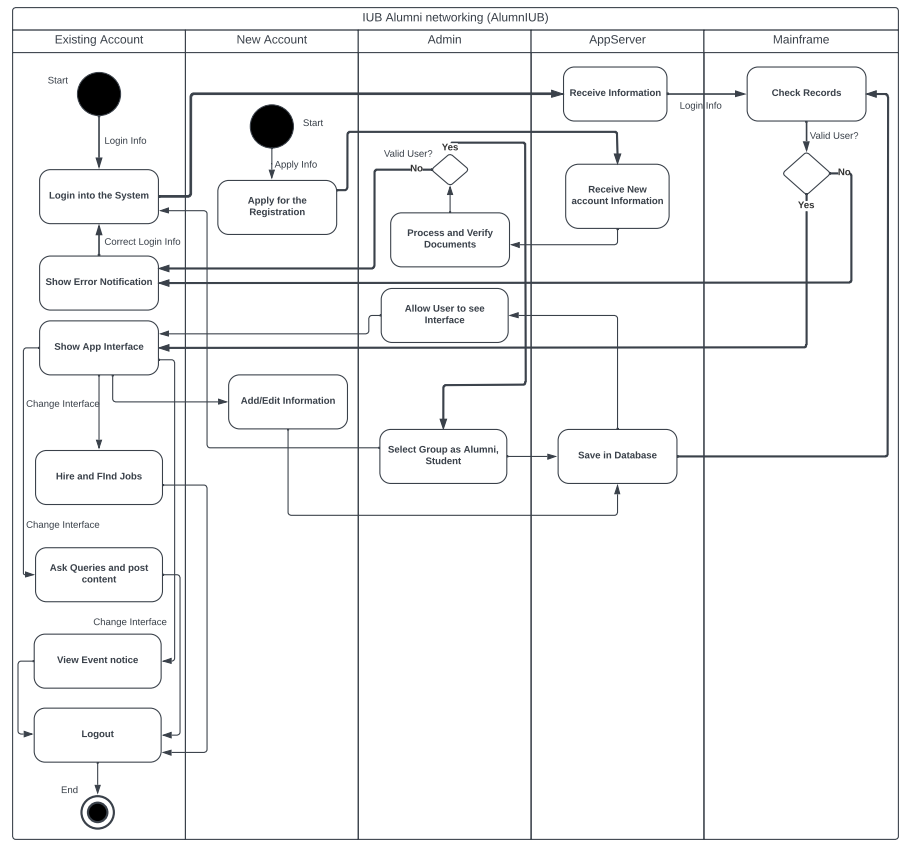 IUB Alumni networking (AlumnIUB)
Existing Account
New Account
Admin
AppServer
Mainframe
Start
Login Info
Login into the System
Correct Login Info
Show Error Notification
Show App Interface
Change Interface
Hire and FInd Jobs
Change Interface
Ask Queries and post
content
Change Interface
View Event notice
Logout
End
Start
Apply Info
Apply for the
Registration
Add/Edit Information
Valid User?
Yes
No
Process and Verify
Documents
Allow User to see
Interface
Select Group as Alumni,
Student
Receive Information
Login Info
Receive New
account Information
Save in Database
Check Records
Valid User?
No
Yes